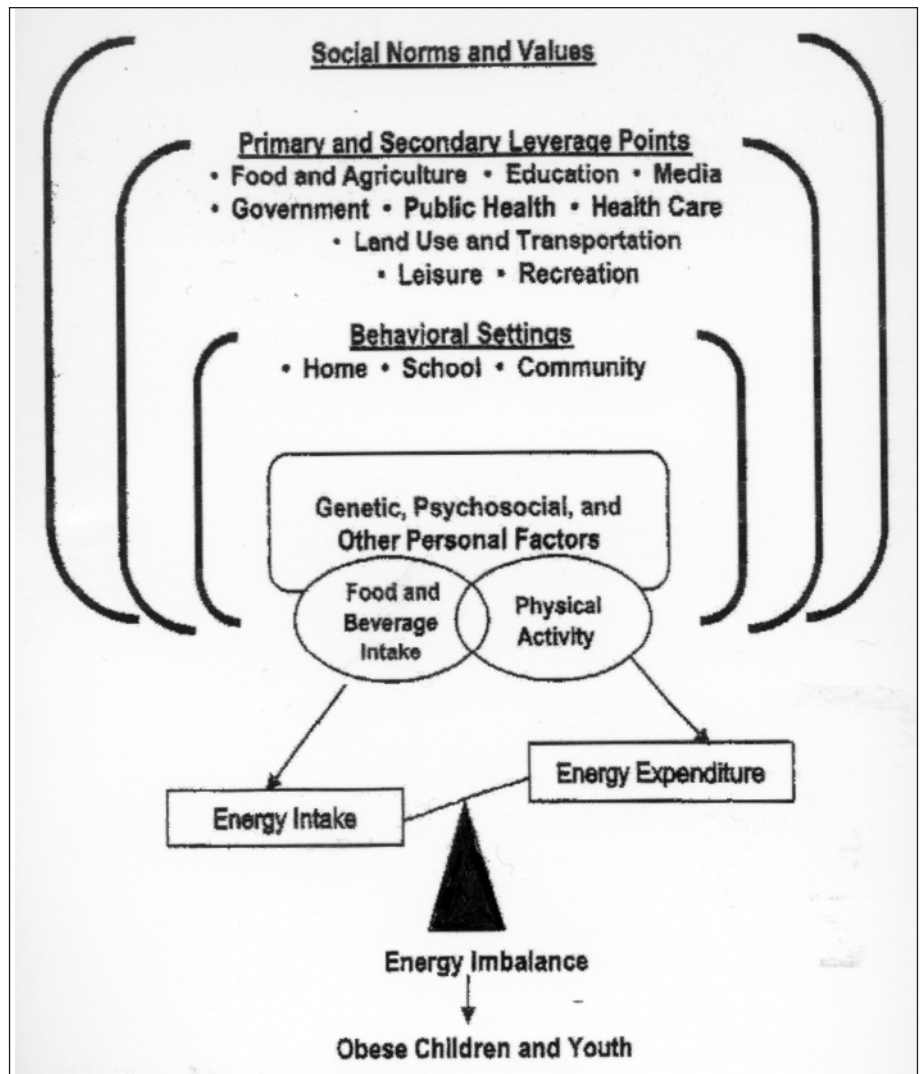 Social Norms and Values
Primary and Secondary Leverage Points
• Food and Agriculture • Education • Media
• Government • Public Health • Health Care
• Land Use and Transportation
• Leisure • Recreation
Behavioral Settings
• Home • School • Community
Genetic, Psychosocial, and
Other Personal Factors
Food and
Beverage
Intake
Physical
Activity
Energy Expenditure
Energy Intake
Energy Imbalance
Obese Children and Youth